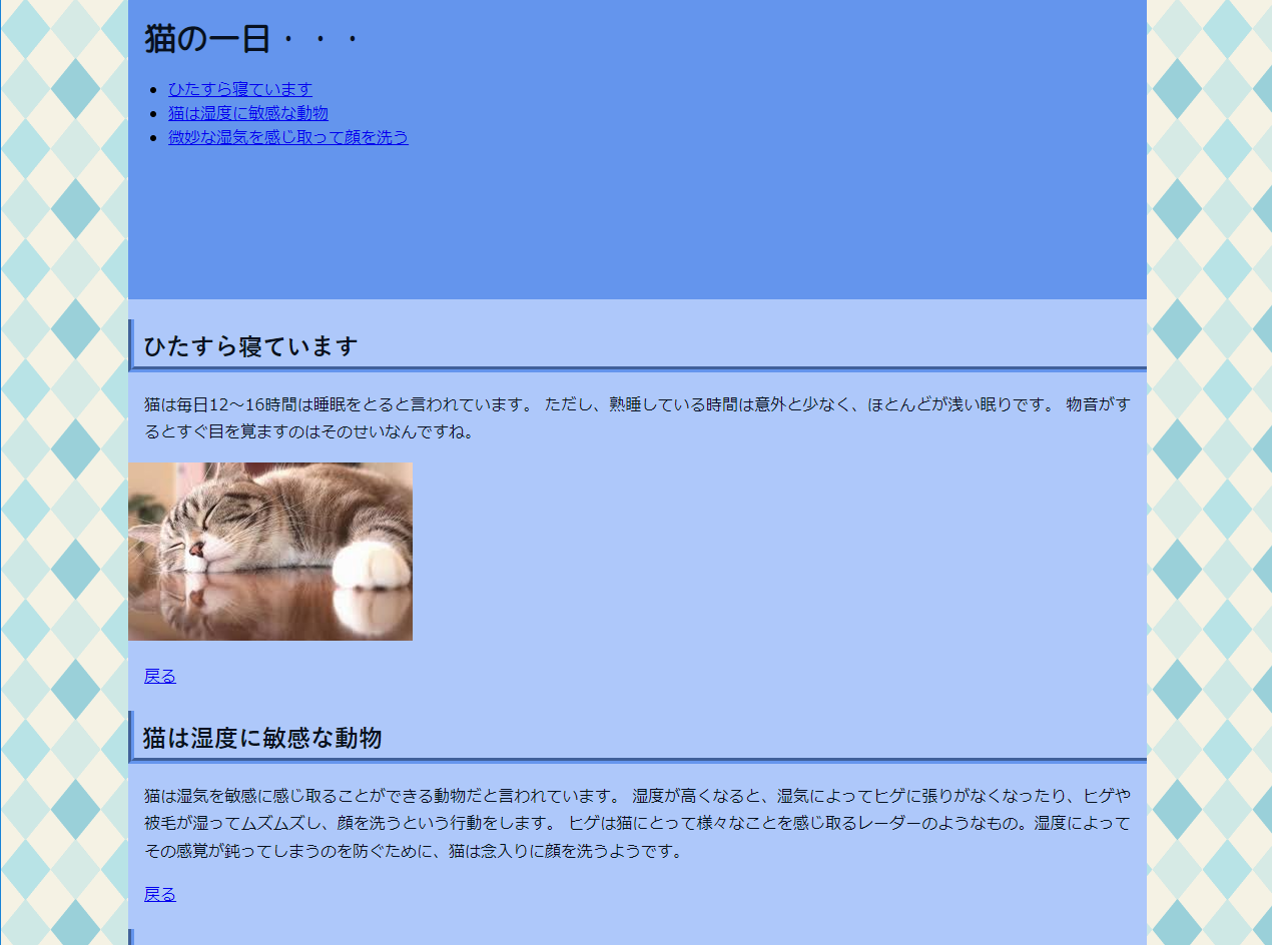 猫の一日・・・
ひたすら寝ています
猫は湿度に敏感な動物
微妙な湿気を感じ取って顔を洗う
ひたすら寝ています
猫は毎日12～16時間は睡眠をとると言われています。 ただし、熟睡している時間は意外と少なく、ほとんどが浅い眠りです。 物音がす
るとすぐ目を覚ますのはそのせいなんですね。
戻る
猫は湿度に敏感な動物
猫は湿気を敏感に感じ取ることができる動物だと言われています。 湿度が高くなると、湿気によってヒゲに張りがなくなったり、ヒゲや
被毛が湿ってムズムズし、顔を洗うという行動をします。 ヒゲは猫にとって様々なことを感じ取るレーダーのようなもの。湿度によって
その感覚が鈍ってしまうのを防ぐために、猫は念入りに顔を洗うようです。
戻る